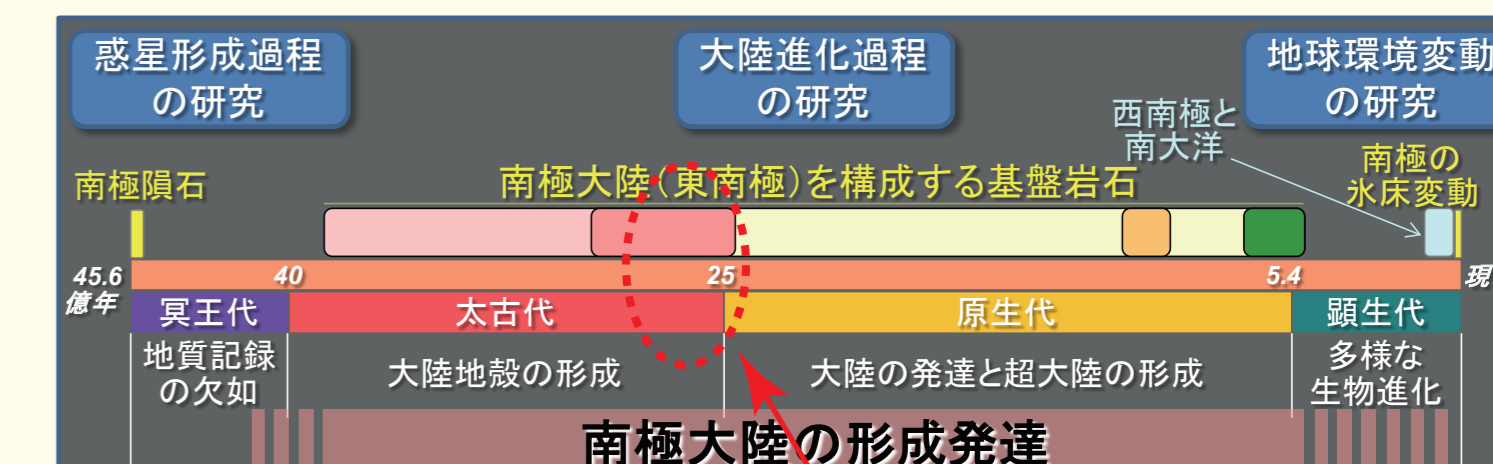 惑星形成過程
の研究
大陸進化過程
の研究
地球環境変動
の研究
西南極と
南大洋
南極隕石
南極大陸（東南極）を構成する基盤岩石
南極の
氷床変動
45.6
億年
40
25
5.4
現
冥王代
太古代
原生代
顕生代
地質記録
の欠如
大陸地殻の形成
大陸の発達と超大陸の形成
多様な
生物進化
南極大陸の形成発達